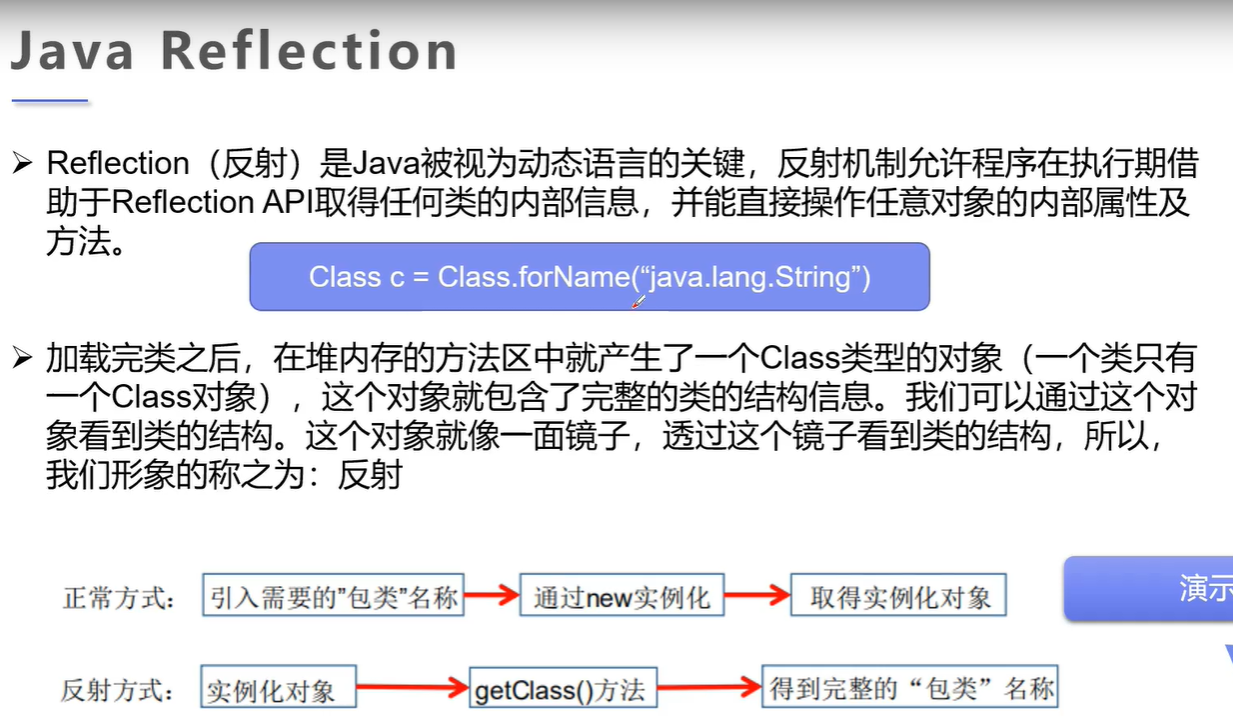 Java Reflection
➢ Reflection（反射）是Java被视为动态语言的关键，反射机制允许程序在执行期借
助于Reflection API取得任何类的内部信息，并能直接操作任意对象的内部属性及
方法。
Class c = Class.forName(“java.lang.String”)
➢ 加载完类之后，在堆内存的方法区中就产生了一个Class类型的对象（一个类只有
一个Class对象），这个对象就包含了完整的类的结构信息。我们可以通过这个对
象看到类的结构。这个对象就像一面镜子，透过这个镜子看到类的结构，所以，
我们形象的称之为：反射
正常方式： 引入需要的”包类”名称 通过new实例化 取得实例化对象
演示
反射方式： 实例化对象 getClass()方法 得到完整的“包类”名称